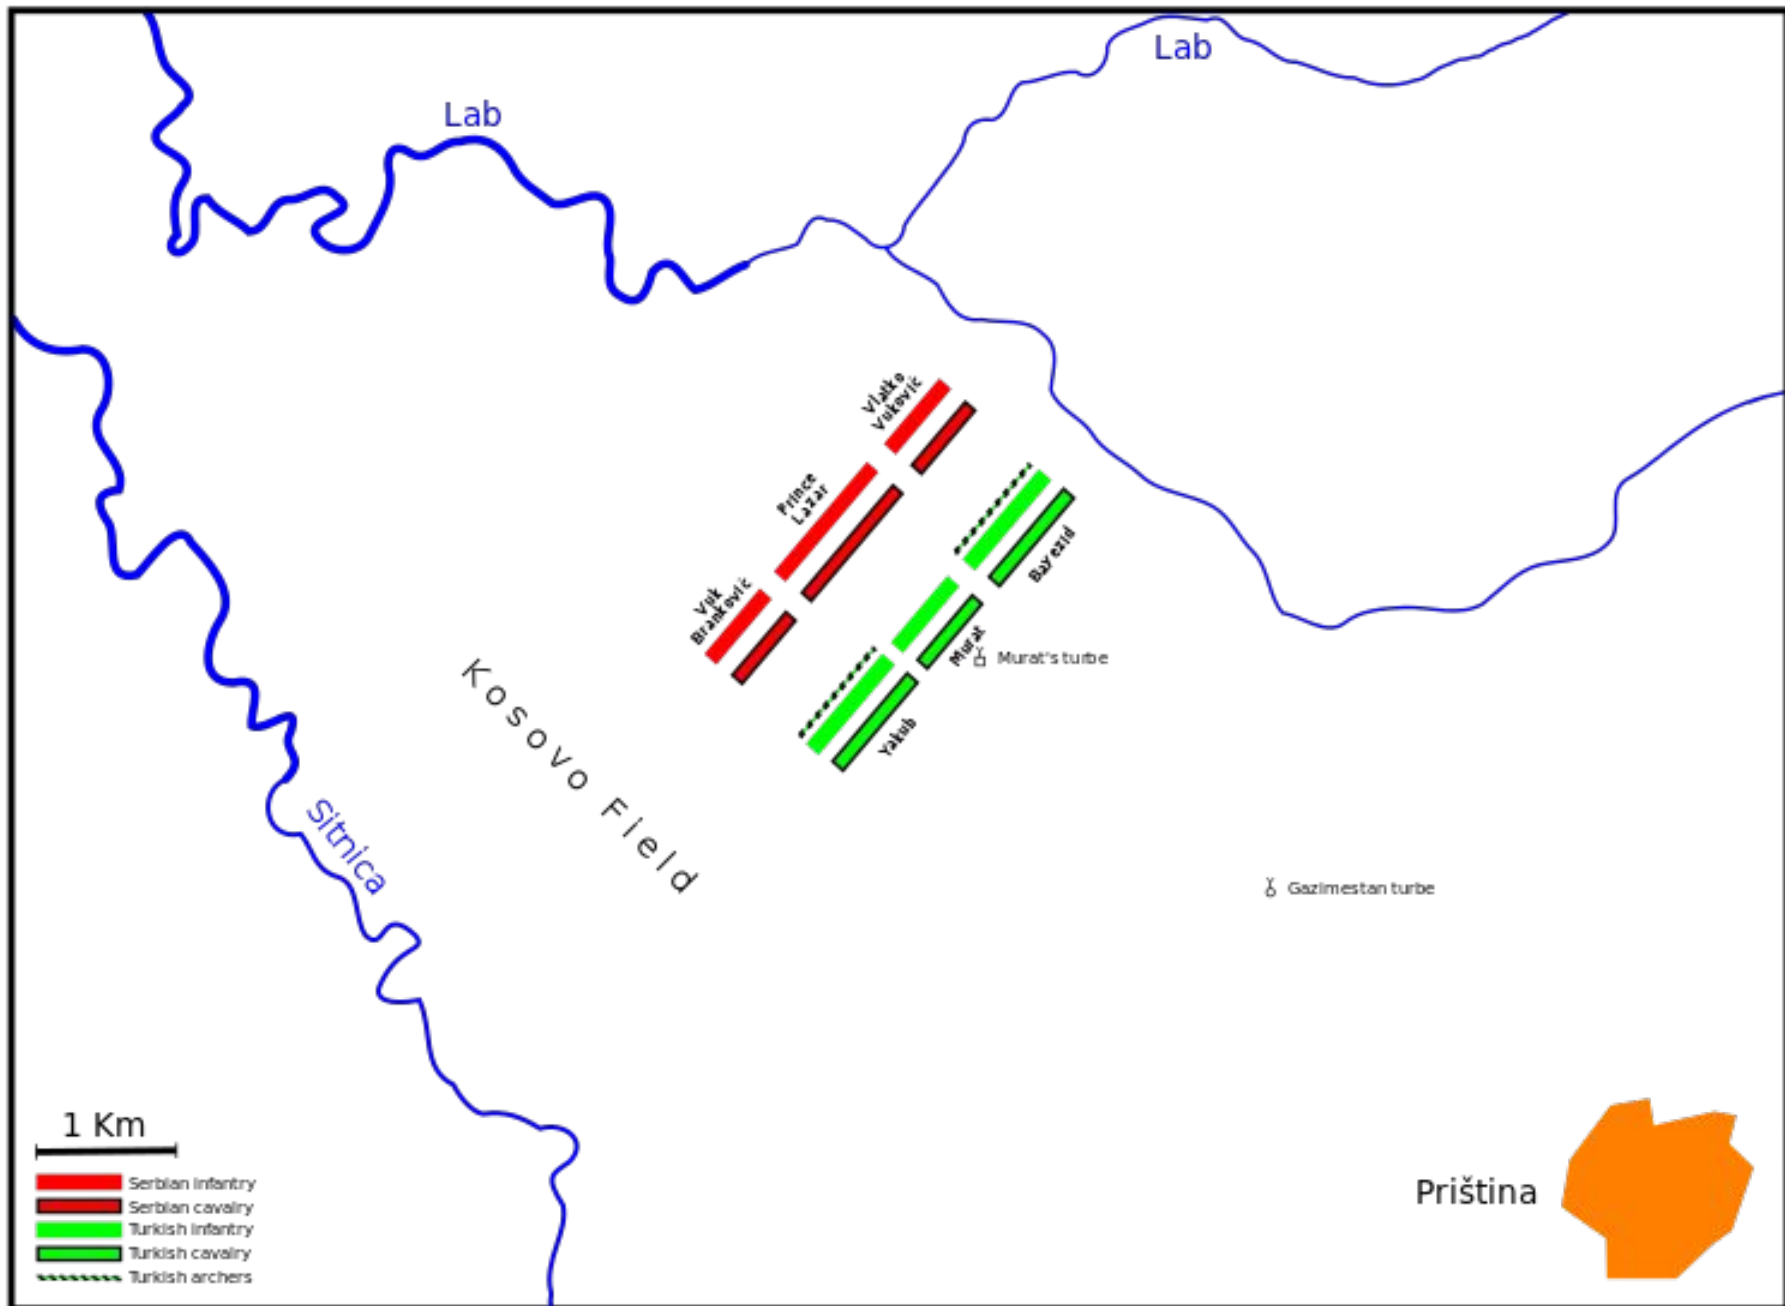 Lab
Lab
Vlatko
Vuković
Prince
Lazar
Vuk
Branković
Bayezid
Murat
Murat's turbe
Yakub
Kosovo Field
Sitnica
Gazimestan turbe
Priština
1 Km
Serbian infantry
Serbian cavalry
Turkish infantry
Turkish cavalry
Turkish archers